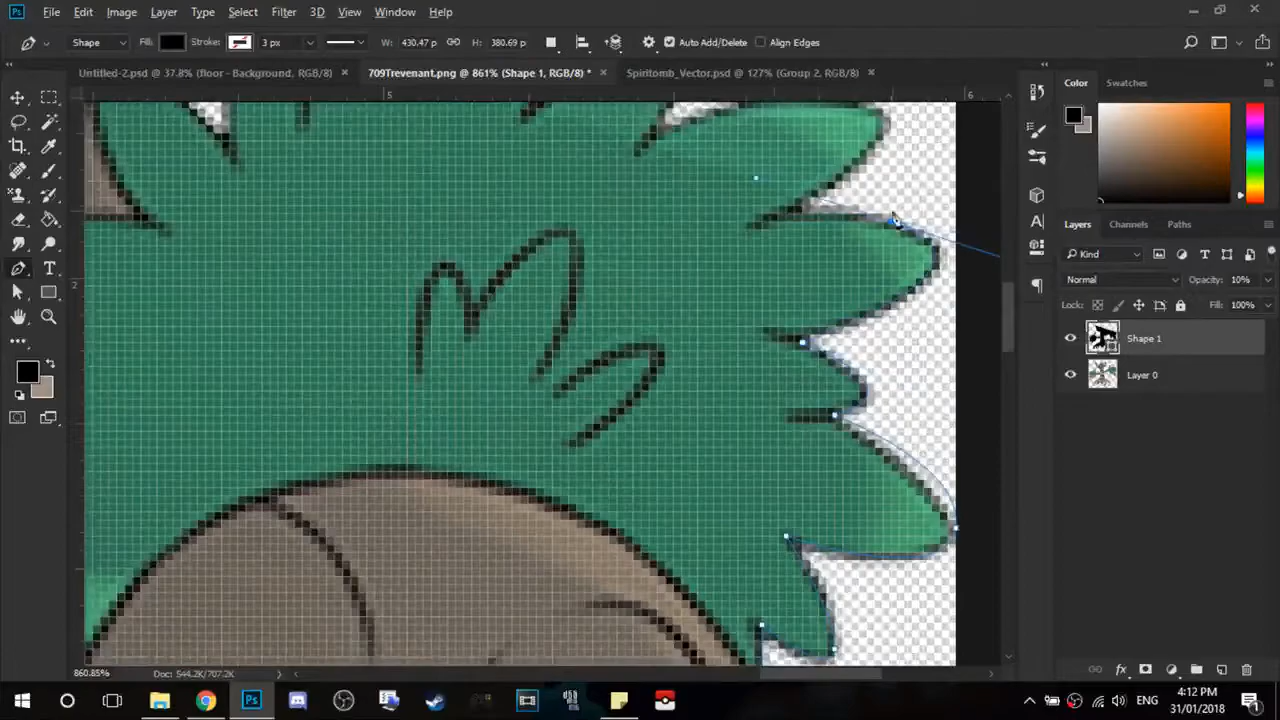 Ps File Edit Image Layer Type Select Filter 3D View Window Help
Shape Fill: Stroke: 3 px W: 430.47 p H: 380.69 p Auto Add/Delete Align Edges
Untitled-2.psd @ 37.8% (floor - Background, RGB/8) × 709Trevenant.png @ 861% (Shape 1, RGB/8) * × Spiritomb_Vector.psd @ 127% (Group 2, RGB/8) ×
5 6
2
Color Swatches
Layers Channels Paths
Kind
Normal Opacity: 10%
Lock: Fill: 100%
Shape 1
Layer 0
860.85% Doc: 544.2K/707.2K
ENG 4:12 PM
31/01/2018